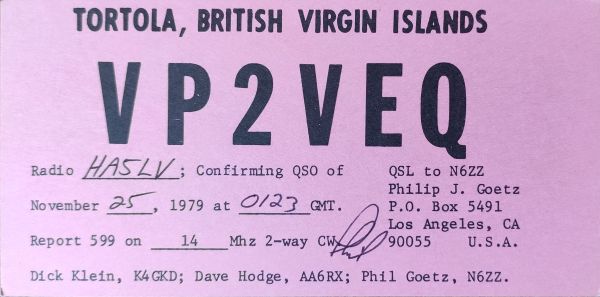 TORTOLA, BRITISH VIRGIN ISLANDS
VP2VEQ
Radio HA5LV; Confirming QSO of
November 25, 1979 at 0123 GMT.
Report 599 on 14 Mhz 2-way CW
QSL to N6ZZ
Philip J. Goetz
P.O. Box 5491
Los Angeles, CA
90055 U.S.A.
Dick Klein, K4GKD; Dave Hodge, AA6RX; Phil Goetz, N6ZZ.